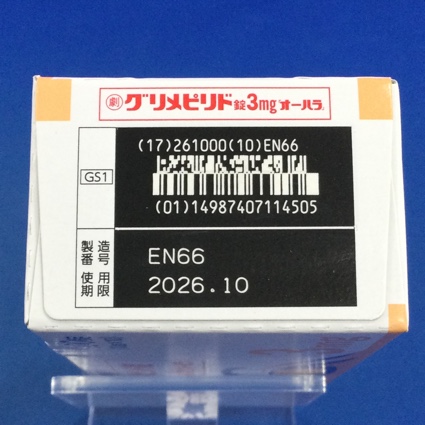 劇 グリメピリド錠3mg「オーハラ」
(17)261000(10)EN66
GS1
(01)14987407114505
製造番号 EN66
使用期限 2026.10